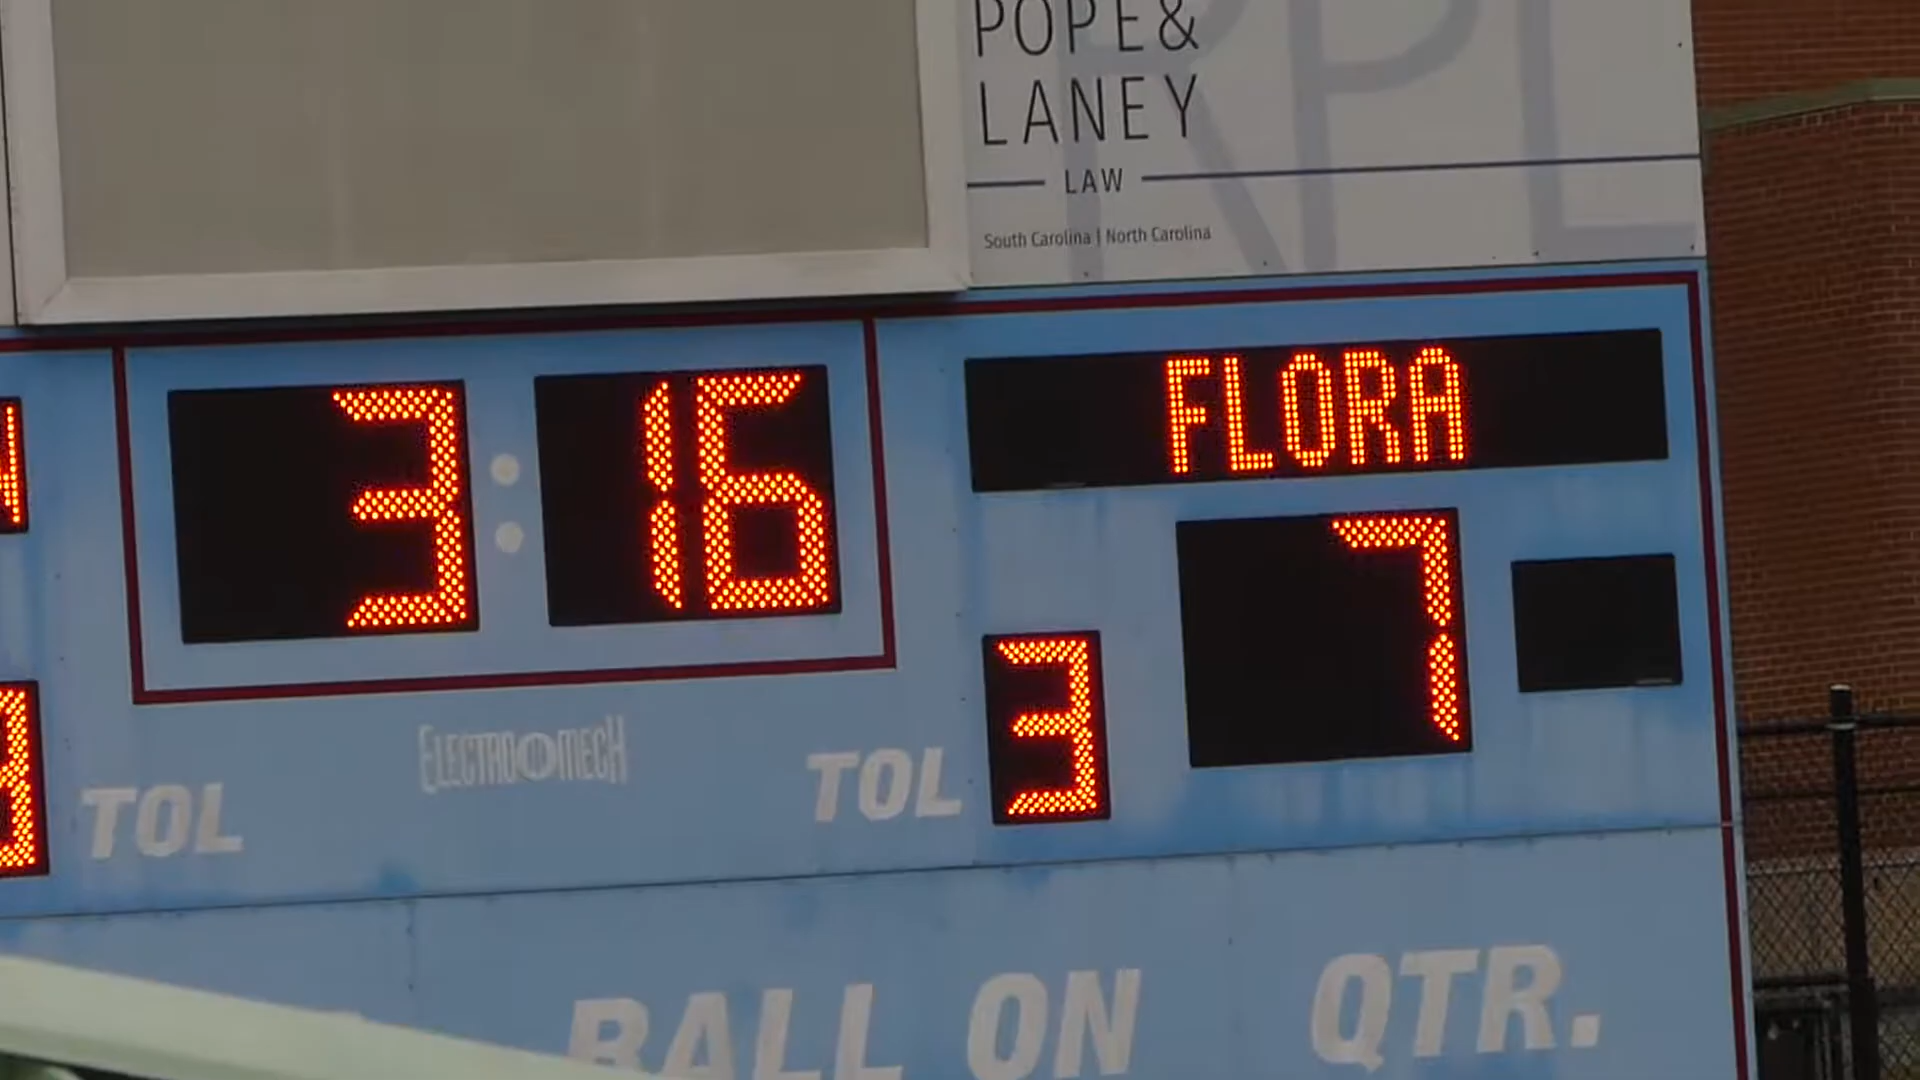 POPE &
LANEY
LAW
South Carolina | North Carolina
3:16
FLORA
7
3
TOL
ELECTRO-MECH
TOL
BALL ON
QTR.